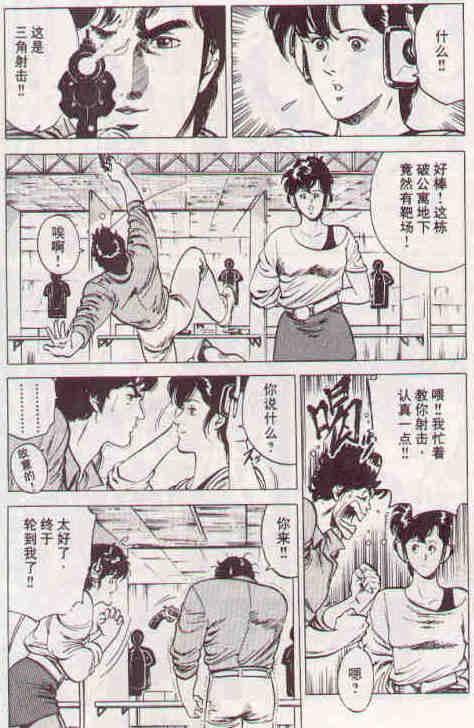 什么!!
这是
三角射击!!
好棒！这栋
破公寓地下
竟然有靶场！
唉啊！
喂!!我忙着
教你射击，
认真一点!!
喝
嗯？
你说什么？
…………
故意的！
你来!!
太好了，
终于
轮到我了!!